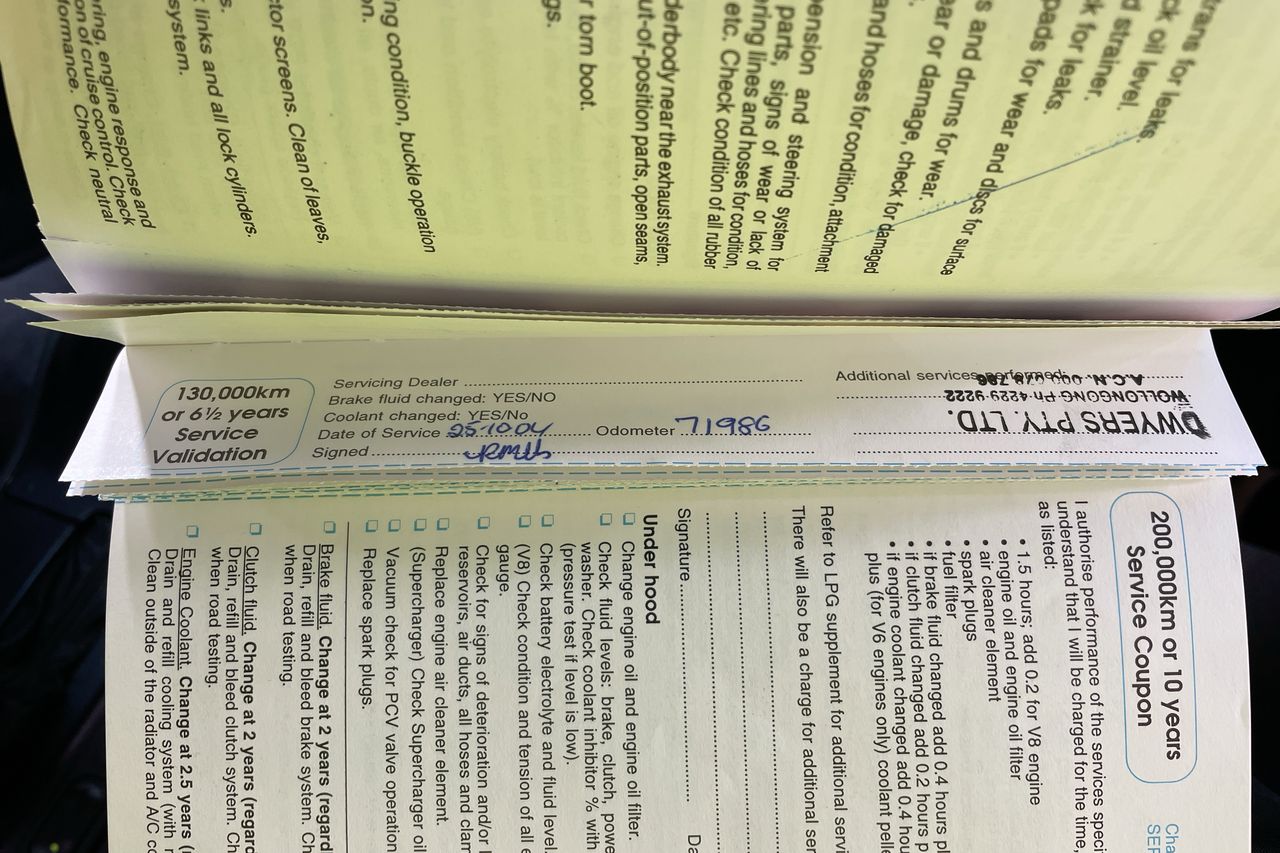 trans for leaks.
ck oil level.
d strainer.
k for leaks.
pads for wear and discs for surface
s and drums for wear.
ear or damage, check for damaged
and hoses for condition, attachment
pension and steering system for
parts, signs of wear or lack of
ring lines and hoses for condition,
etc. Check condition of all rubber
derbody near the exhaust system.
ut-of-position parts, open seams,
r torn boot.
gs.
ng condition, buckle operation
n.
ctor screens. Clean of leaves,
s.
links and all lock cylinders.
system.
ring, engine response and
on of cruise control. Check
formance. Check neutral
130,000km
or 6½ years
Service
Validation
Servicing Dealer
Brake fluid changed: YES/NO
Coolant changed: YES/No
Date of Service 25-10-04 Odometer 71986
Signed
Additional services performed:
DWYERS PTY. LTD.
WOLLONGONG Ph 4229 9222
A.C.N. 000 078 786
200,000km or 10 years
Service Coupon
I authorise performance of the services speci
understand that I will be charged for the time,
as listed:
• 1.5 hours; add 0.2 for V8 engine
• engine oil and engine oil filter
• air cleaner element
• spark plugs
• fuel filter
• if brake fluid changed add 0.4 hours pl
• if clutch fluid changed add 0.2 hours p
• if engine coolant changed add 0.4 hou
plus (for V6 engines only) coolant pelle
Refer to LPG supplement for additional servi
There will also be a charge for additional ser
Signature Da
Under hood
Change engine oil and engine oil filter.
Check fluid levels: brake, clutch, powe
washer. Check coolant inhibitor % with
(pressure test if level is low).
Check battery electrolyte and fluid level.
(V8) Check condition and tension of all e
gauge.
Check for signs of deterioration and/or l
reservoirs, air ducts, all hoses and clam
Replace engine air cleaner element.
(Supercharger) Check Supercharger oil
Vacuum check for PCV valve operation
Replace spark plugs.
Brake fluid. Change at 2 years (regardl
Drain, refill and bleed brake system. Ch
when road testing.
Clutch fluid. Change at 2 years (regard
Drain, refill and bleed clutch system. Ch
when road testing.
Engine Coolant. Change at 2.5 years (
Drain and refill cooling system (with r
Clean outside of the radiator and A/C co
Cha
SER